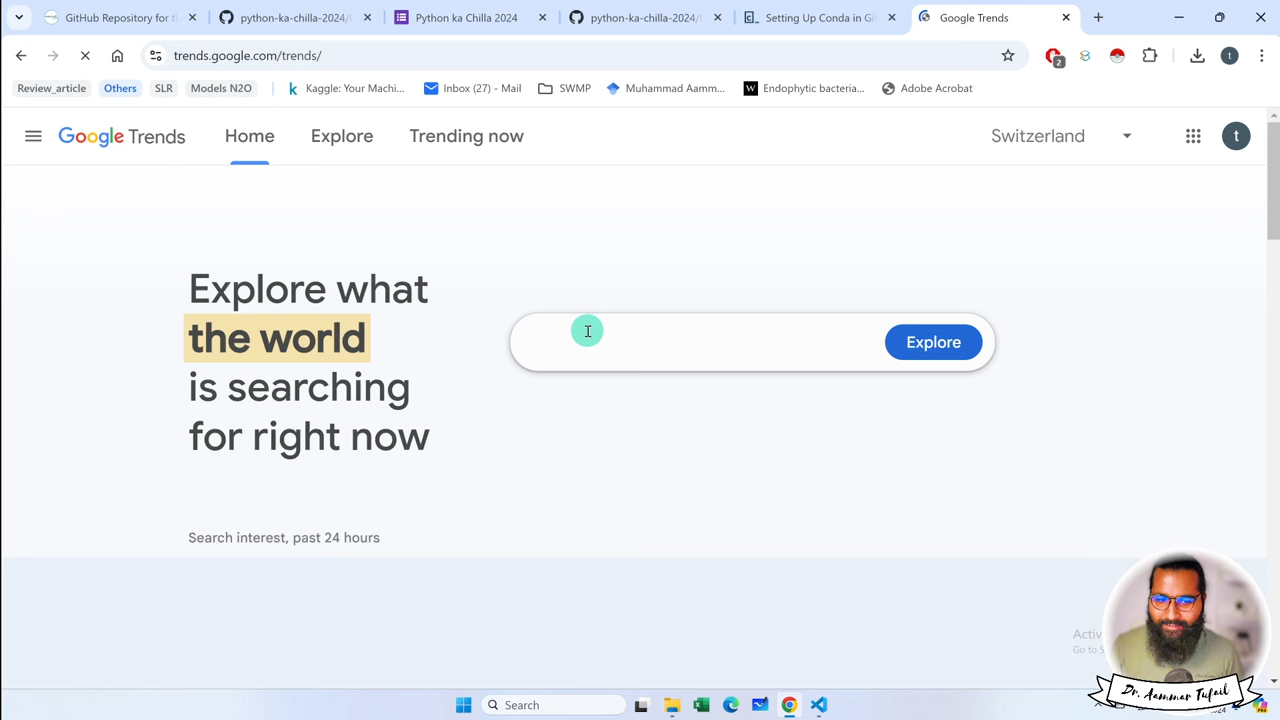 GitHub Repository for t
python-ka-chilla-2024/
Python ka Chilla 2024
python-ka-chilla-2024/
Setting Up Conda in Gi
Google Trends
trends.google.com/trends/
2
t
Review_article
Others
SLR
Models N2O
Kaggle: Your Machi...
Inbox (27) - Mail
SWMP
Muhammad Aamm...
Endophytic bacteria...
Adobe Acrobat
Google Trends
Home
Explore
Trending now
Switzerland
t
Explore what
the world
is searching
for right now
Explore
Search interest, past 24 hours
Activ
Go to S
Dr. Aammar Tufail
Search